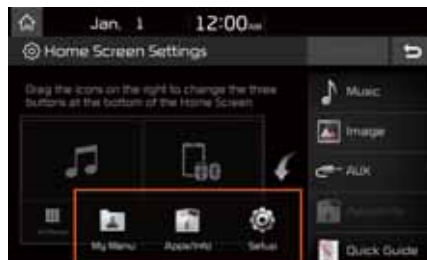 Jan. 1 12:00 AM
Home Screen Settings
Drag the icons on the right to change the three
buttons at the bottom of the Home Screen
Music
Image
AUX
My Menu
Apps/Info
Setup
Quick Guide